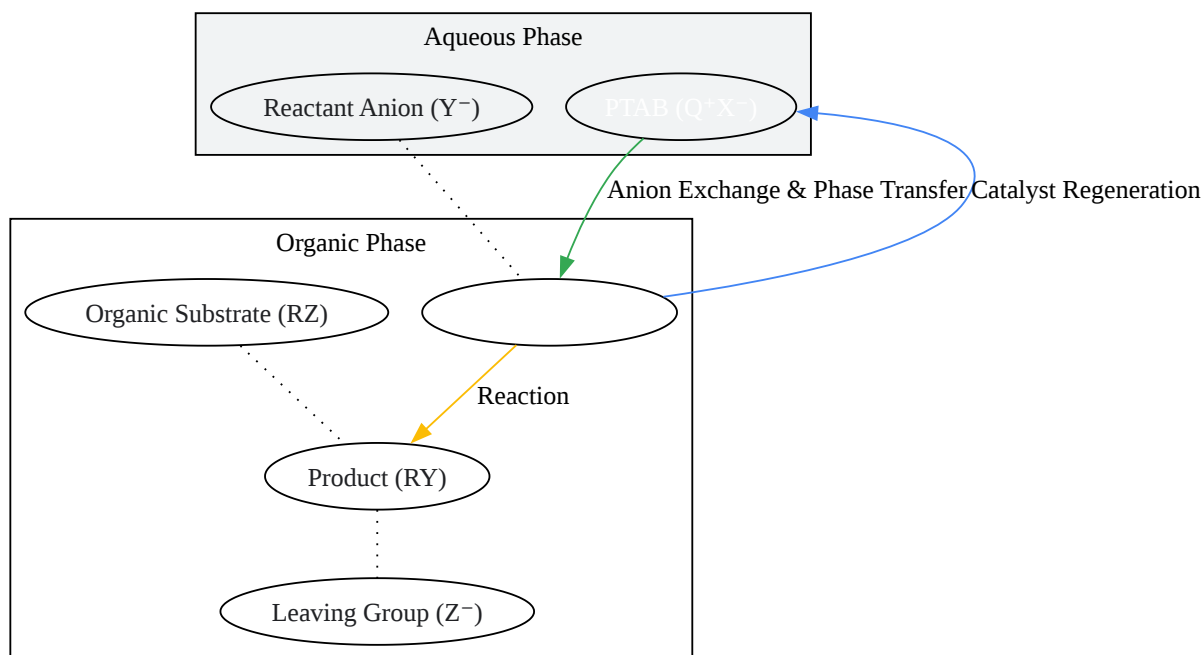 Aqueous Phase
Reactant Anion (Y⁻)
PTAB (Q⁺X⁻)
Anion Exchange & Phase Transfer
Catalyst Regeneration
Organic Phase
Organic Substrate (RZ)
Reaction
Product (RY)
Leaving Group (Z⁻)